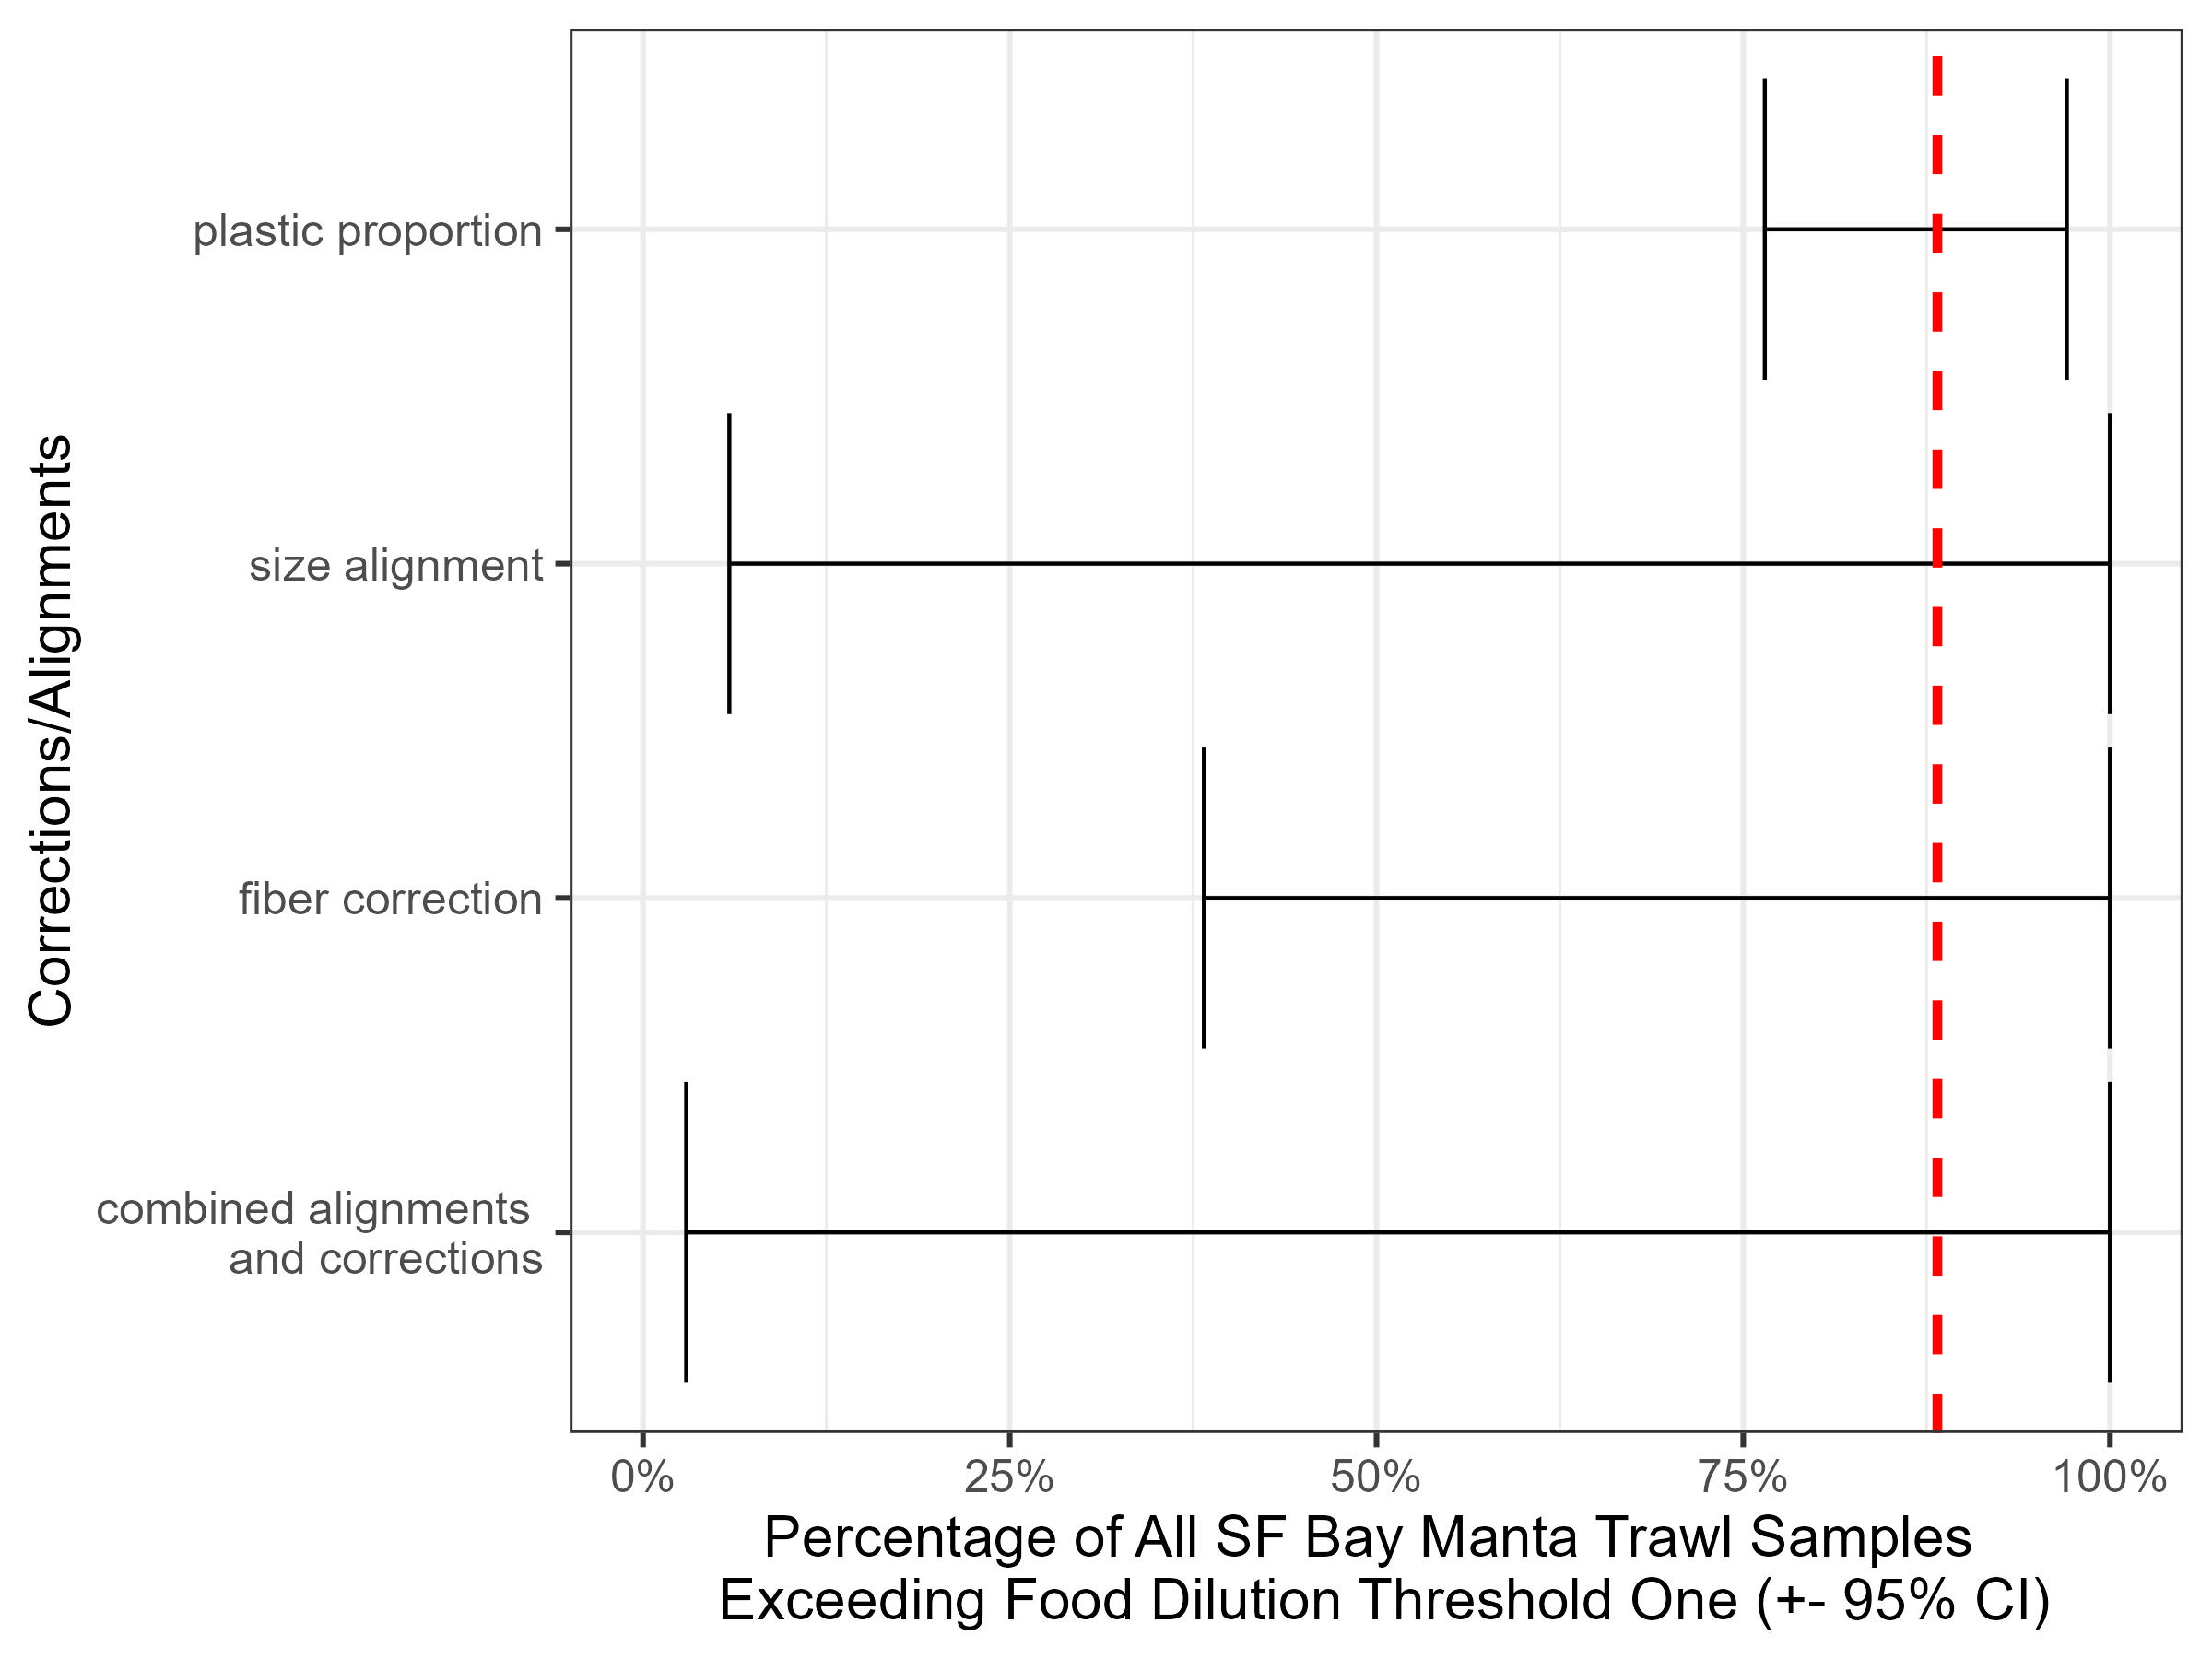 Corrections/Alignments
plastic proportion
size alignment
fiber correction
combined alignments
and corrections
0% 25% 50% 75% 100%
Percentage of All SF Bay Manta Trawl Samples
Exceeding Food Dilution Threshold One (+- 95% CI)